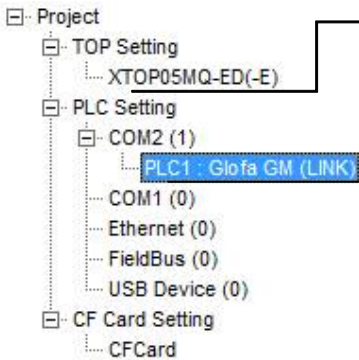 Project
TOP Setting
XTOP05MQ-ED(-E)
PLC Setting
COM2 (1)
PLC1 : Glofa GM (LINK)
COM1 (0)
Ethernet (0)
FieldBus (0)
USB Device (0)
CF Card Setting
CFCard